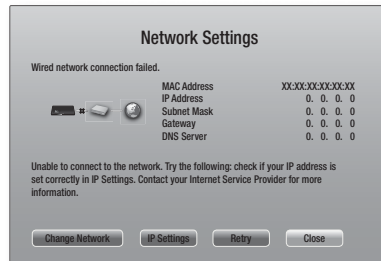 Network Settings
Wired network connection failed.
MAC Address XX:XX:XX:XX:XX:XX
IP Address 0. 0. 0. 0
Subnet Mask 0. 0. 0. 0
Gateway 0. 0. 0. 0
DNS Server 0. 0. 0. 0
Unable to connect to the network. Try the following: check if your IP address is
set correctly in IP Settings. Contact your Internet Service Provider for more
information.
Change Network IP Settings Retry Close